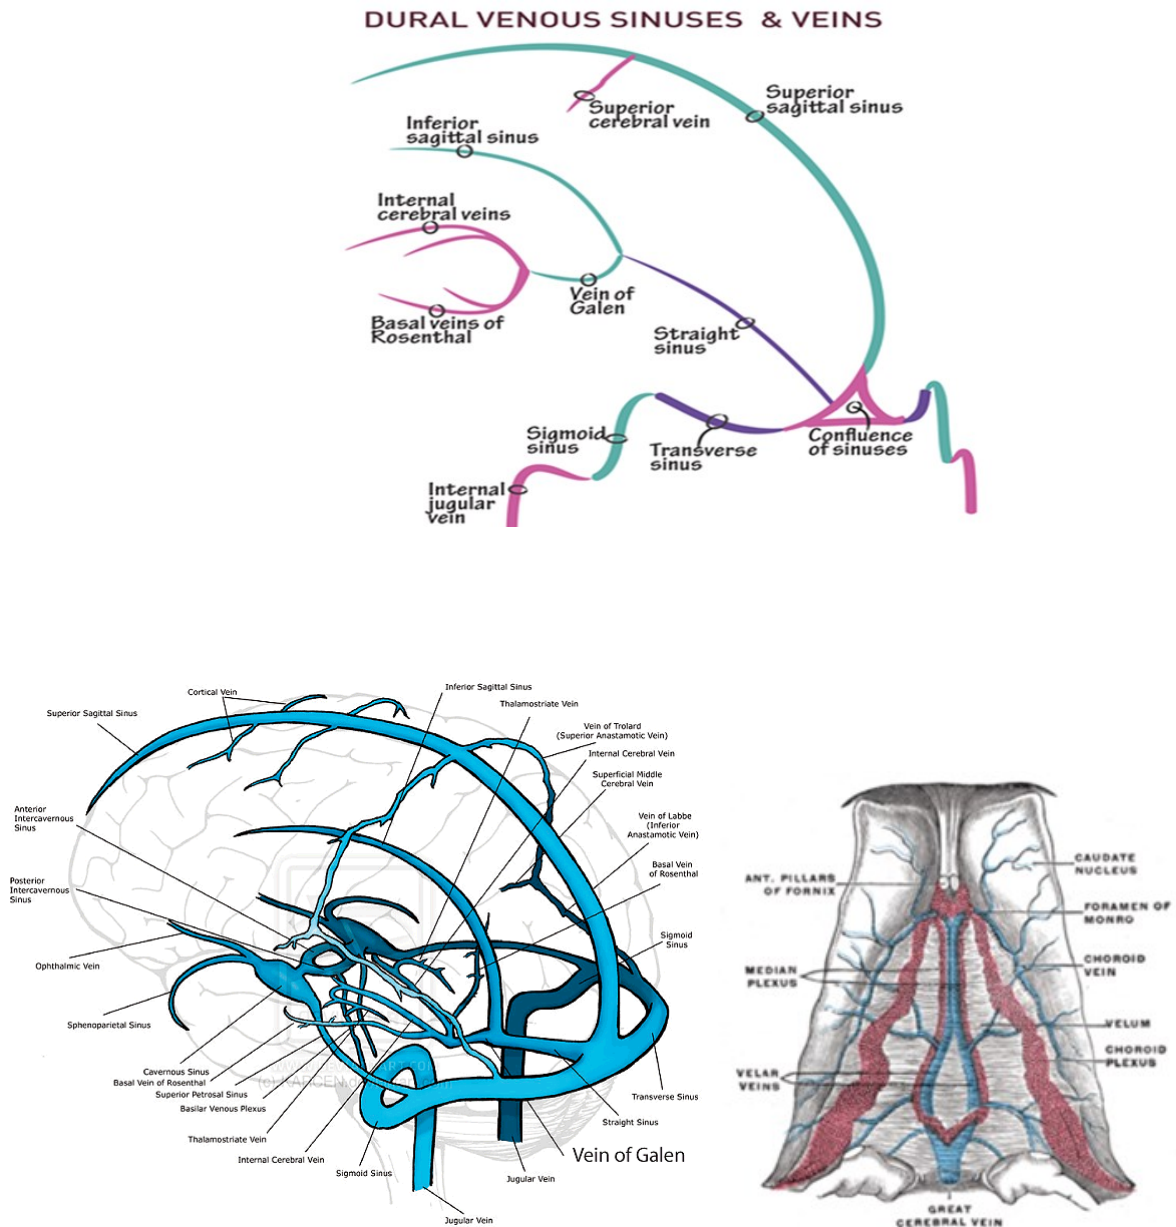 DURAL VENOUS SINUSES & VEINS
Superior
sagittal sinus
Superior
cerebral vein
Inferior
sagittal sinus
Internal
cerebral veins
Vein of
Galen
Basal veins of
Rosenthal
Straight
sinus
Sigmoid
sinus
Transverse
sinus
Confluence
of sinuses
Internal
jugular
vein
Cortical Vein
Inferior Sagittal Sinus
Superior Sagittal Sinus
Thalamostriate Vein
Vein of Trolard
(Superior Anastamotic Vein)
Internal Cerebral Vein
Superficial Middle
Cerebral Vein
Anterior
Intercavernous
Sinus
Vein of Labbe
(Inferior
Anastamotic Vein)
Basal Vein
of Rosenthal
Posterior
Intercavernous
Sinus
Sigmoid
Sinus
Ophthalmic Vein
Sphenoparietal Sinus
Cavernous Sinus
Basal Vein of Rosenthal
Superior Petrosal Sinus
Basilar Venous Plexus
Transverse Sinus
Straight Sinus
Thalamostriate Vein
Internal Cerebral Vein
Vein of Galen
Sigmoid Sinus
Jugular Vein
Jugular Vein
ANT. PILLARS
OF FORNIX
CAUDATE
NUCLEUS
FORAMEN OF
MONRO
MEDIAN
PLEXUS
CHOROID
VEIN
VELUM
CHOROID
PLEXUS
VELAR
VEINS
GREAT
CEREBRAL VEIN